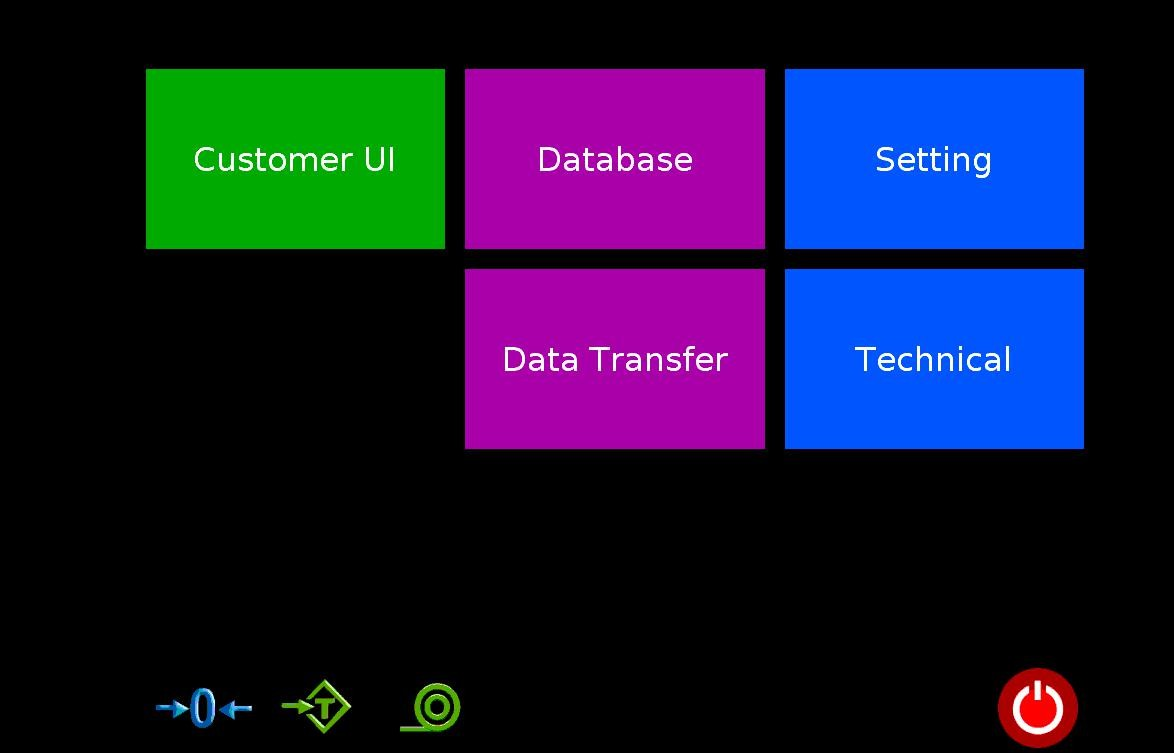 Customer UI
Database
Setting
Data Transfer
Technical
0
T